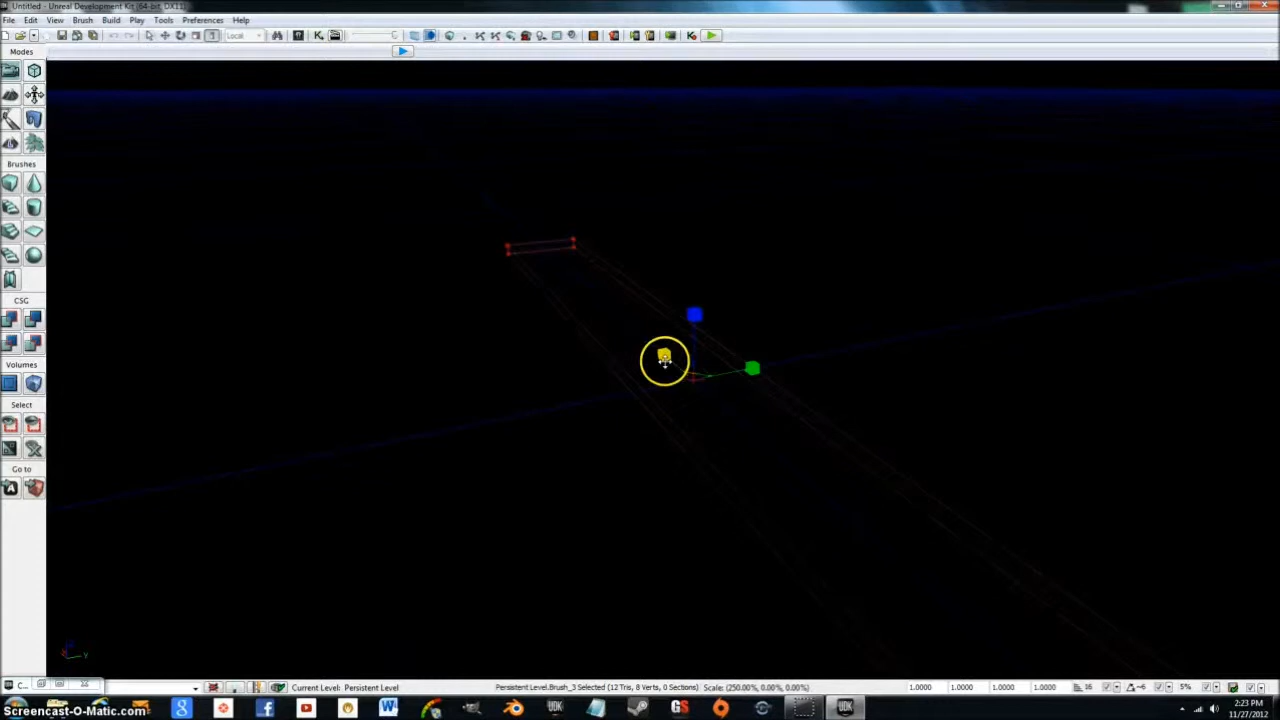 Untitled - Unreal Development Kit (64-bit, DX11)
File Edit View Brush Build Play Tools Preferences Help
Local
Modes
Brushes
CSG
Volumes
Select
Go to
Y
C...
Current Level: Persistent Level
Persistent Level.Brush_3 Selected (12 Tris, 8 Verts, 0 Sections) Scale: (250.00%, 0.00%, 0.00%)
1.0000 1.0000 1.0000 1.0000 16 6 5%
Screencast-O-Matic.com
2:23 PM
11/27/2012